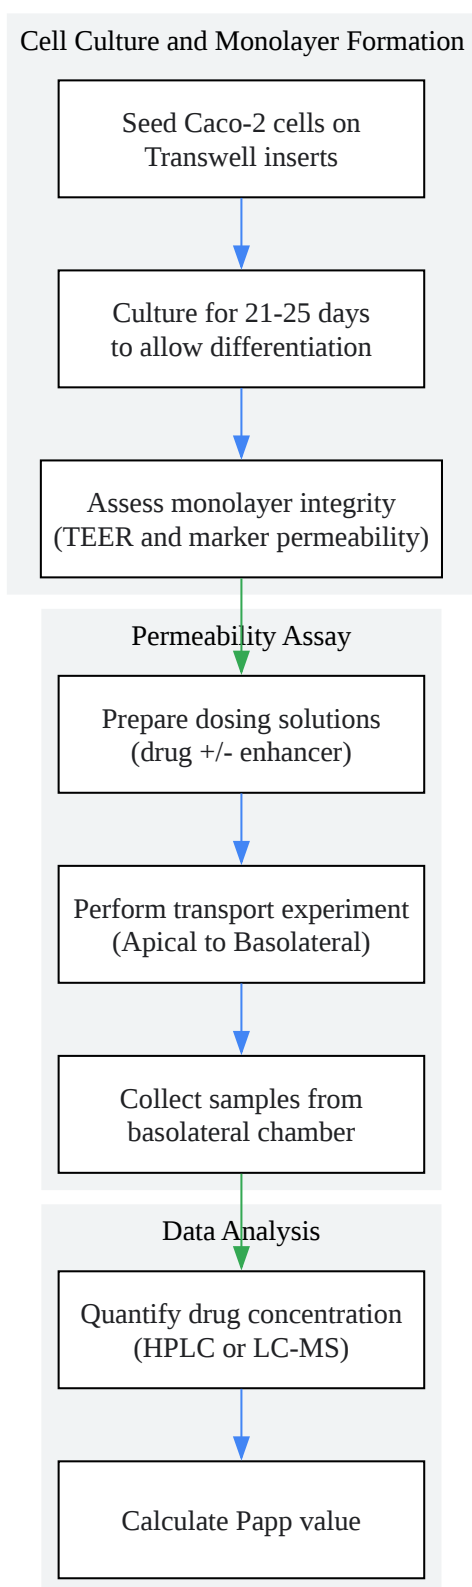 Cell Culture and Monolayer Formation
Seed Caco-2 cells on
Transwell inserts
Culture for 21-25 days
to allow differentiation
Assess monolayer integrity
(TEER and marker permeability)
Permeability Assay
Prepare dosing solutions
(drug +/- enhancer)
Perform transport experiment
(Apical to Basolateral)
Collect samples from
basolateral chamber
Data Analysis
Quantify drug concentration
(HPLC or LC-MS)
Calculate Papp value